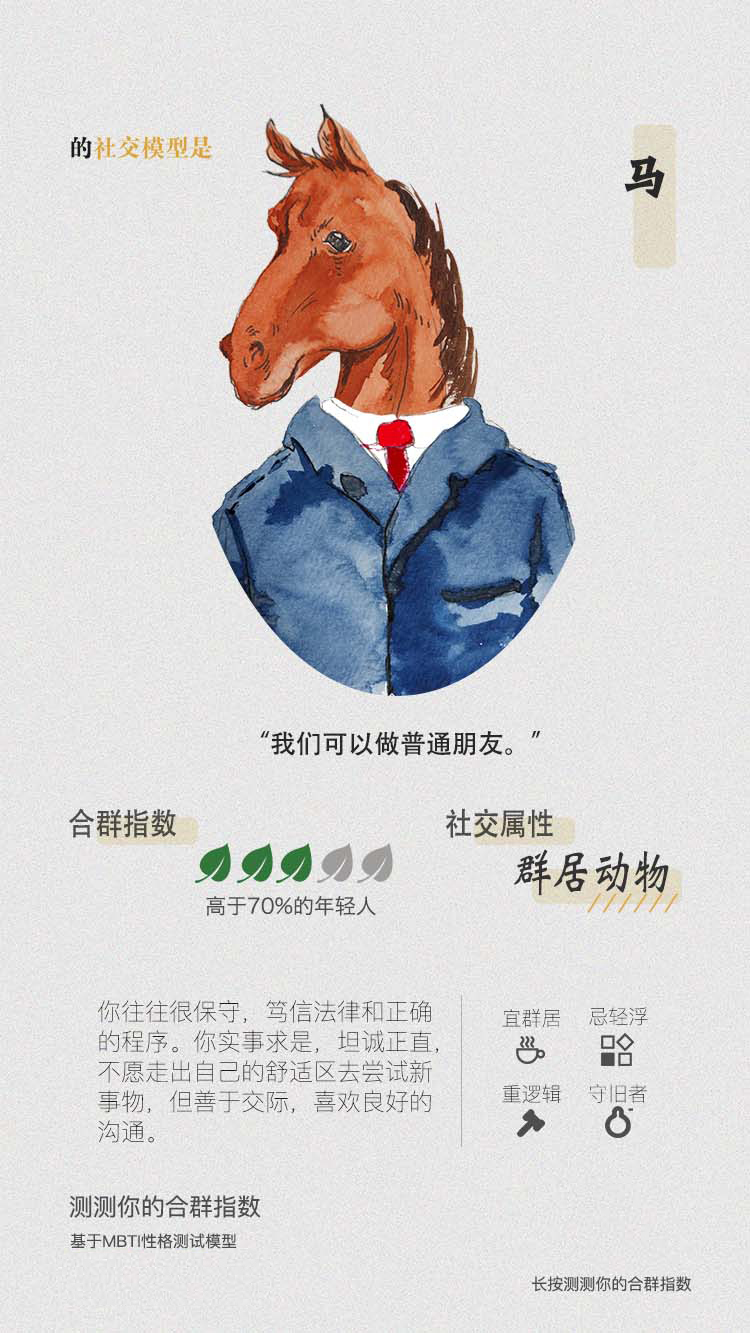 的社交模型是
马
“我们可以做普通朋友。”
合群指数
高于70%的年轻人
社交属性
群居动物
你往往很保守，笃信法律和正确
的程序。你实事求是，坦诚正直，
不愿走出自己的舒适区去尝试新
事物，但善于交际，喜欢良好的
沟通。
宜群居
忌轻浮
重逻辑
守旧者
测测你的合群指数
基于MBTI性格测试模型
长按测测你的合群指数